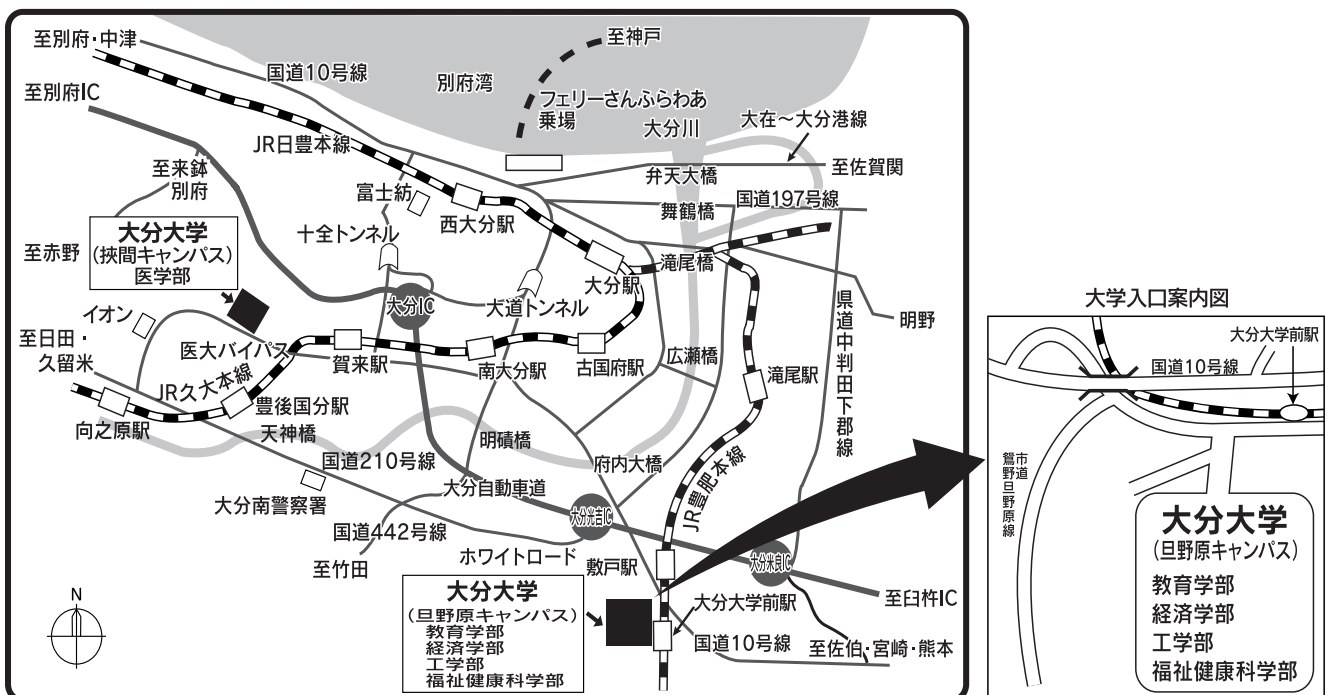 至別府・中津
国道10号線
至別府IC
JR日豊本線
別府湾
至神戸
フェリーさんふらわあ
乗場
大分川
大在〜大分港線
至佐賀関
弁天大橋
国道197号線
舞鶴橋
至来鉢
別府
富士紡
西大分駅
十全トンネル
大分大学
(挾間キャンパス)
医学部
至赤野
滝尾橋
大分駅
大分IC
大道トンネル
イオン
明野
県道中判田下郡線
至日田・
久留米
医大バイパス
賀来駅
南大分駅
古国府駅
広瀬橋
滝尾駅
JR久大本線
豊後国分駅
向之原駅
天神橋
明磧橋
国道210号線
府内大橋
JR豊肥本線
大分自動車道
大分南警察署
大分光吉IC
国道442号線
ホワイトロード
至竹田
敷戸駅
大分米良IC
大分大学
(旦野原キャンパス)
教育学部
経済学部
工学部
福祉健康科学部
大分大学前駅
至臼杵IC
国道10号線
至佐伯・宮崎・熊本
N
大学入口案内図
大分大学前駅
国道10号線
市道
鴛野旦野原線
大分大学
(旦野原キャンパス)
教育学部
経済学部
工学部
福祉健康科学部